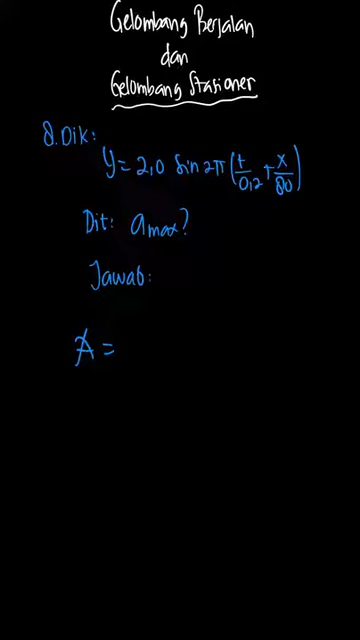 Gelombang Berjalan
dan
Gelombang Stasioner
8. Dik:
y = 2,0 sin 2π (t/0,2 + x/80)
Dit: amax?
Jawab:
A =